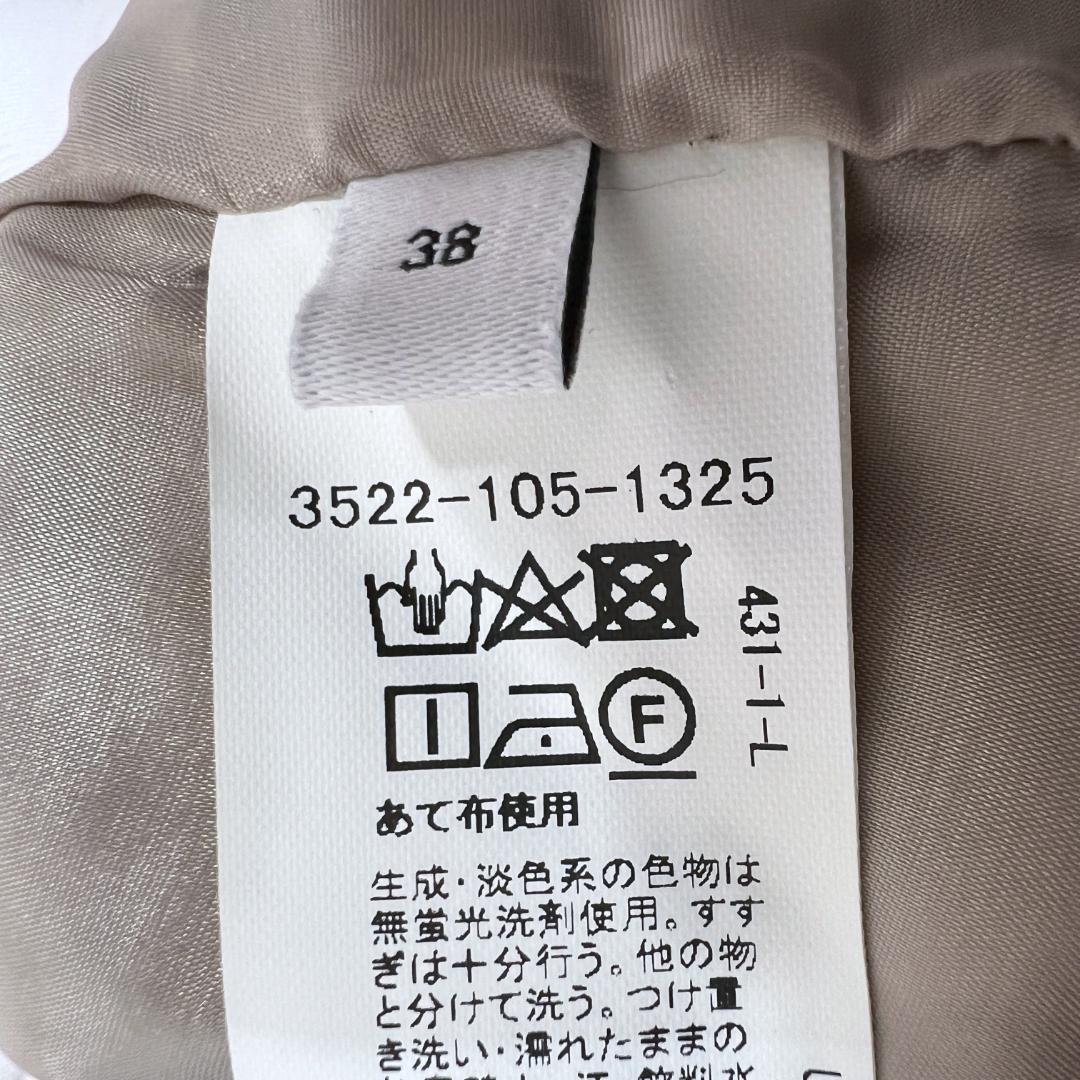 38
3522-105-1325
431-1-L
F
あて布使用
生成・淡色系の色物は
無蛍光洗剤使用。すす
ぎは十分行う。他の物
と分けて洗う。つけ置
き洗い・濡れたままの